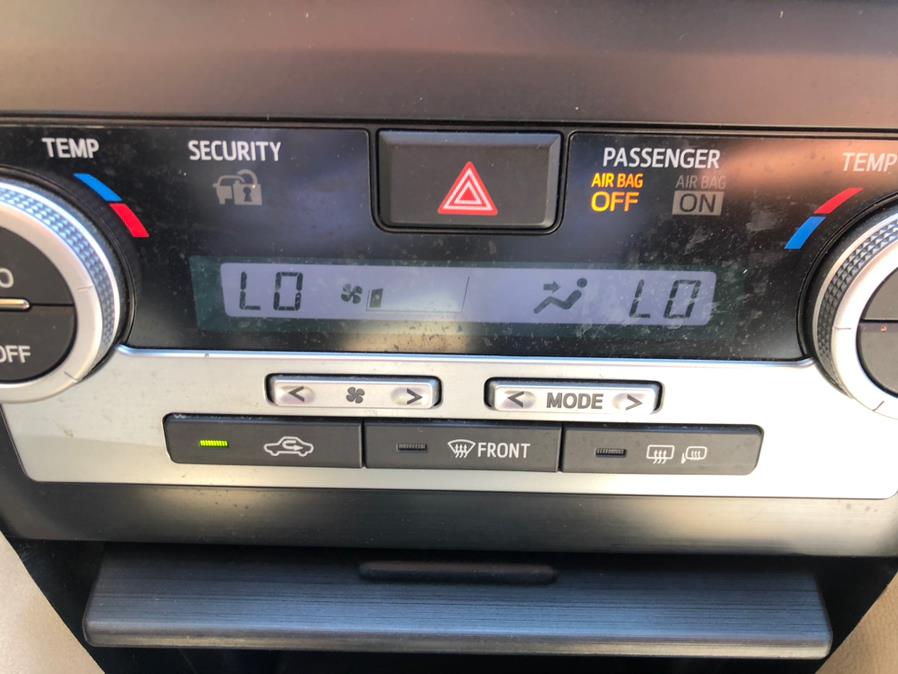 TEMP
SECURITY
PASSENGER
TEMP
AIR BAG
OFF
AIR BAG
ON
LO
LO
OFF
< >
< MODE >
FRONT